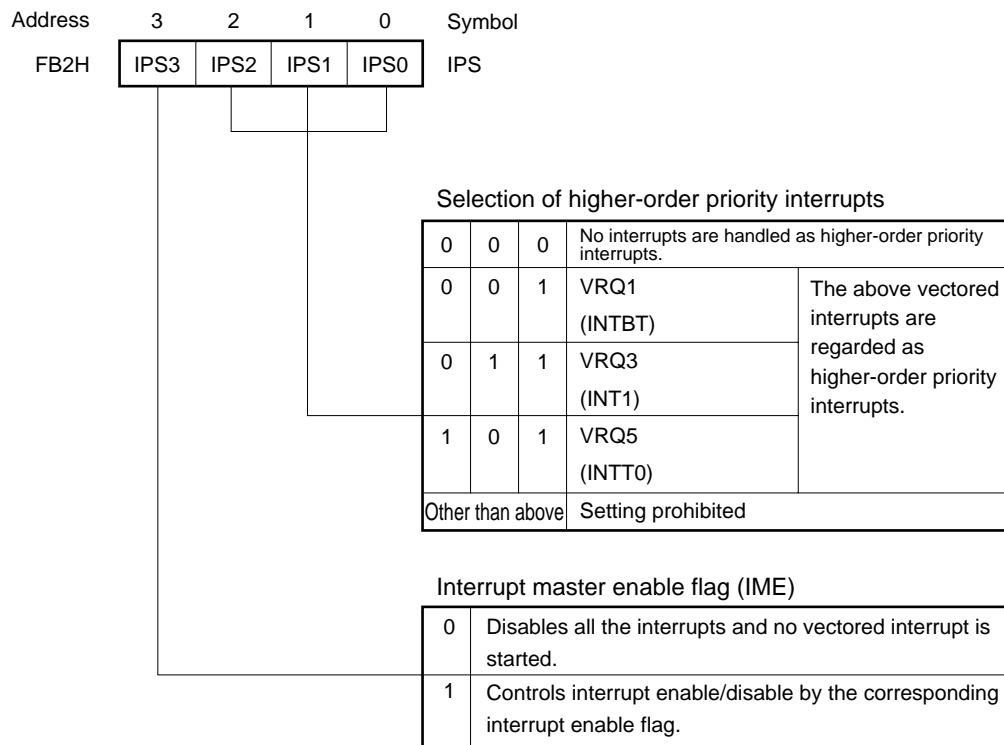 Address 3 2 1 0 Symbol
FB2H IPS3 IPS2 IPS1 IPS0 IPS
Selection of higher-order priority interrupts
0 0 0 No interrupts are handled as higher-order priority
interrupts.
0 0 1 VRQ1
(INTBT)
0 1 1 VRQ3
(INT1)
1 0 1 VRQ5
(INTT0)
The above vectored
interrupts are
regarded as
higher-order priority
interrupts.
Other than above Setting prohibited
Interrupt master enable flag (IME)
0 Disables all the interrupts and no vectored interrupt is
started.
1 Controls interrupt enable/disable by the corresponding
interrupt enable flag.